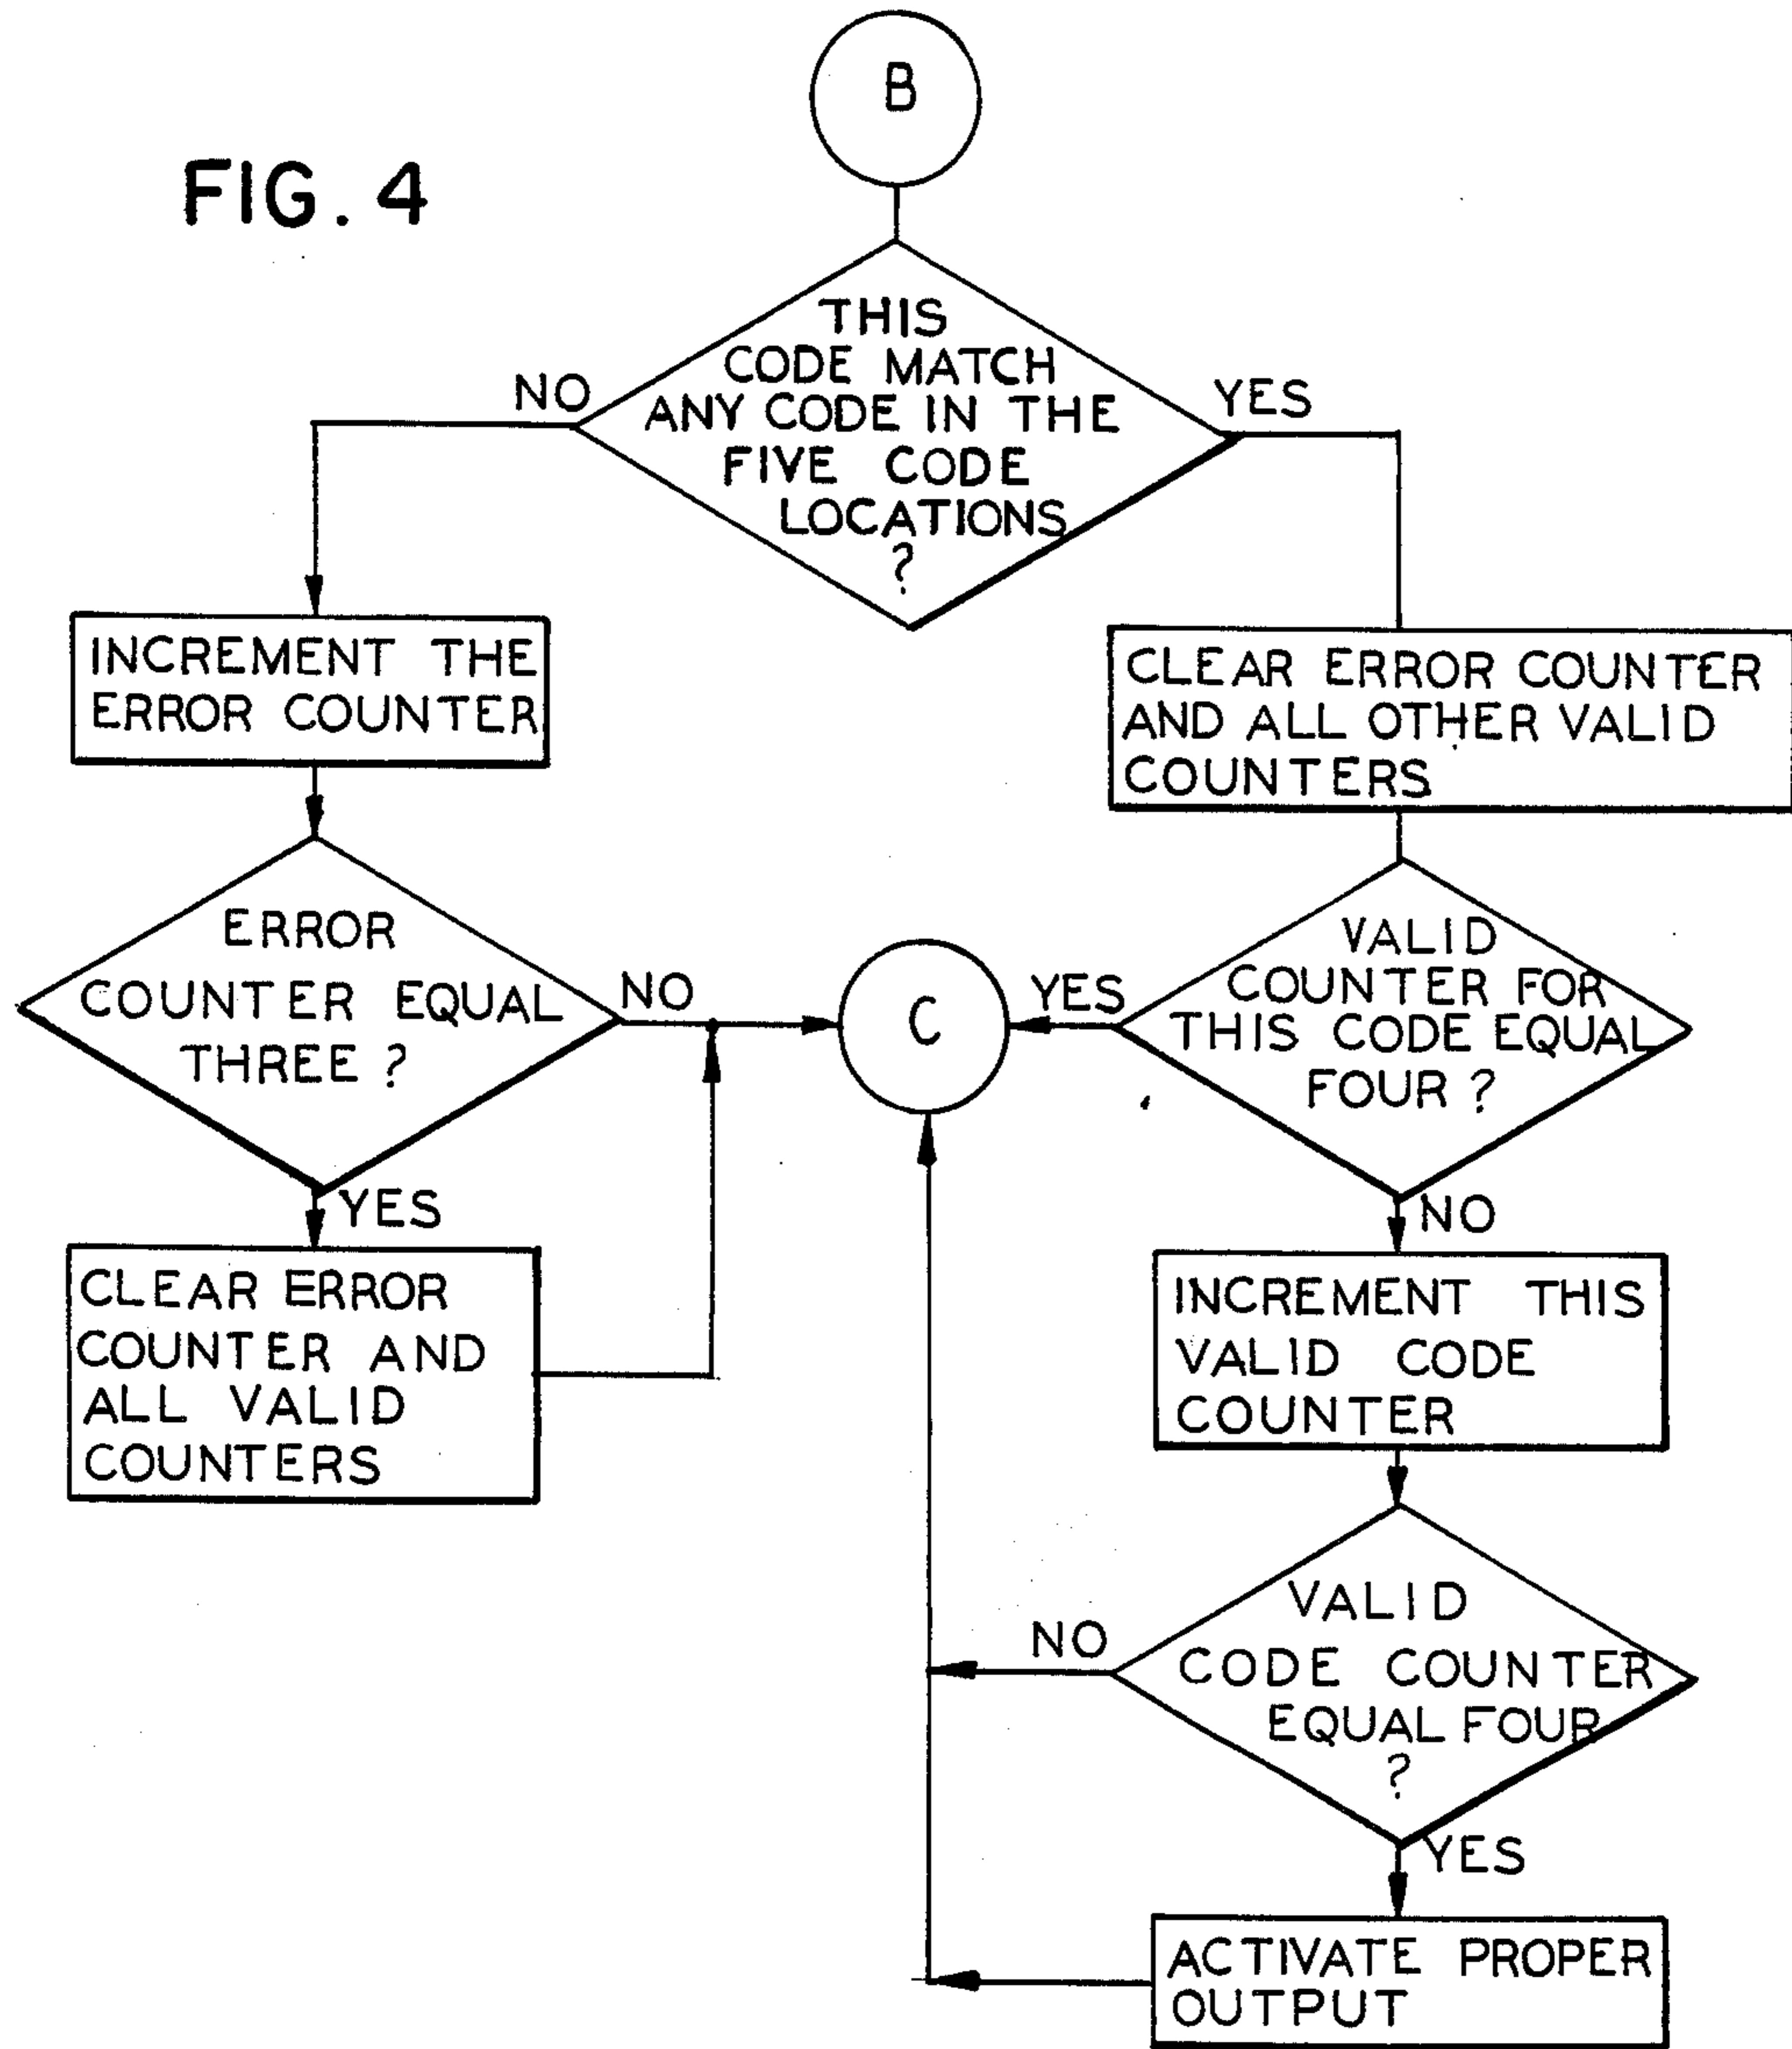 B
FIG. 4
THIS
CODE MATCH
ANY CODE IN THE
FIVE CODE
LOCATIONS
?
NO
YES
INCREMENT THE
ERROR COUNTER
CLEAR ERROR COUNTER
AND ALL OTHER VALID
COUNTERS
ERROR
COUNTER EQUAL
THREE ?
NO
C
YES
VALID
COUNTER FOR
THIS CODE EQUAL
FOUR ?
YES
NO
CLEAR ERROR
COUNTER AND
ALL VALID
COUNTERS
INCREMENT THIS
VALID CODE
COUNTER
VALID
CODE COUNTER
EQUAL FOUR
?
NO
YES
ACTIVATE PROPER
OUTPUT